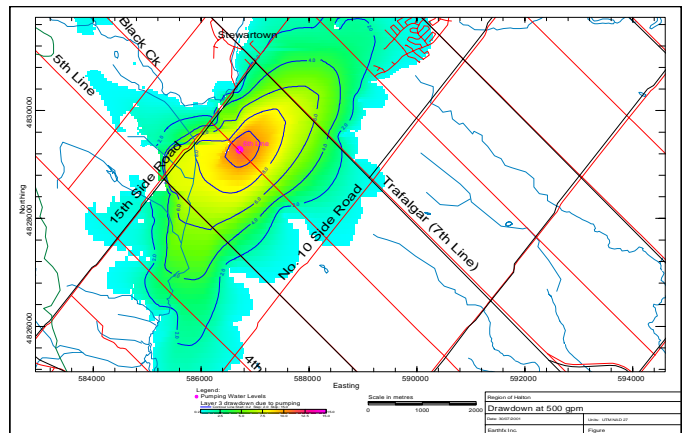 Black Ck
Stewartown
5th Line
15th Side Road
No. 10 Side Road
Trafalgar (7th Line)
4th
Northing
4830000
4828000
4826000
584000
586000
588000
590000
592000
594000
Easting
Legend:
Pumping Water Levels
Layer 3 drawdown due to pumping
Scale in metres
0
1000
2000
Region of Halton
Drawdown at 500 gpm
Earthfx Inc.
Figure